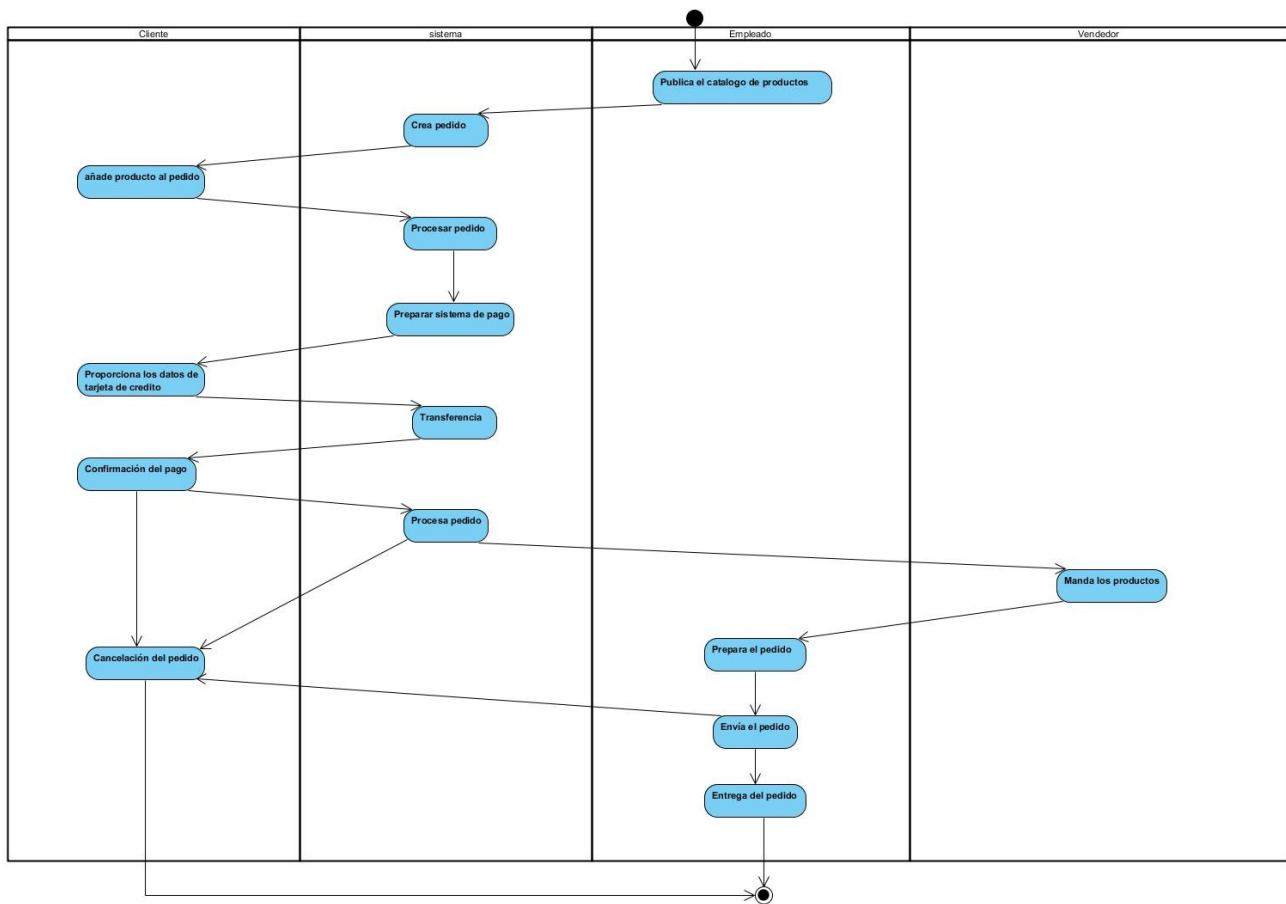 Cliente
sistema
Empleado
Vendedor
Publica el catalogo de productos
Crea pedido
añade producto al pedido
Procesar pedido
Preparar sistema de pago
Proporciona los datos de
tarjeta de credito
Transferencia
Confirmación del pago
Procesa pedido
Manda los productos
Prepara el pedido
Cancelación del pedido
Envía el pedido
Entrega del pedido